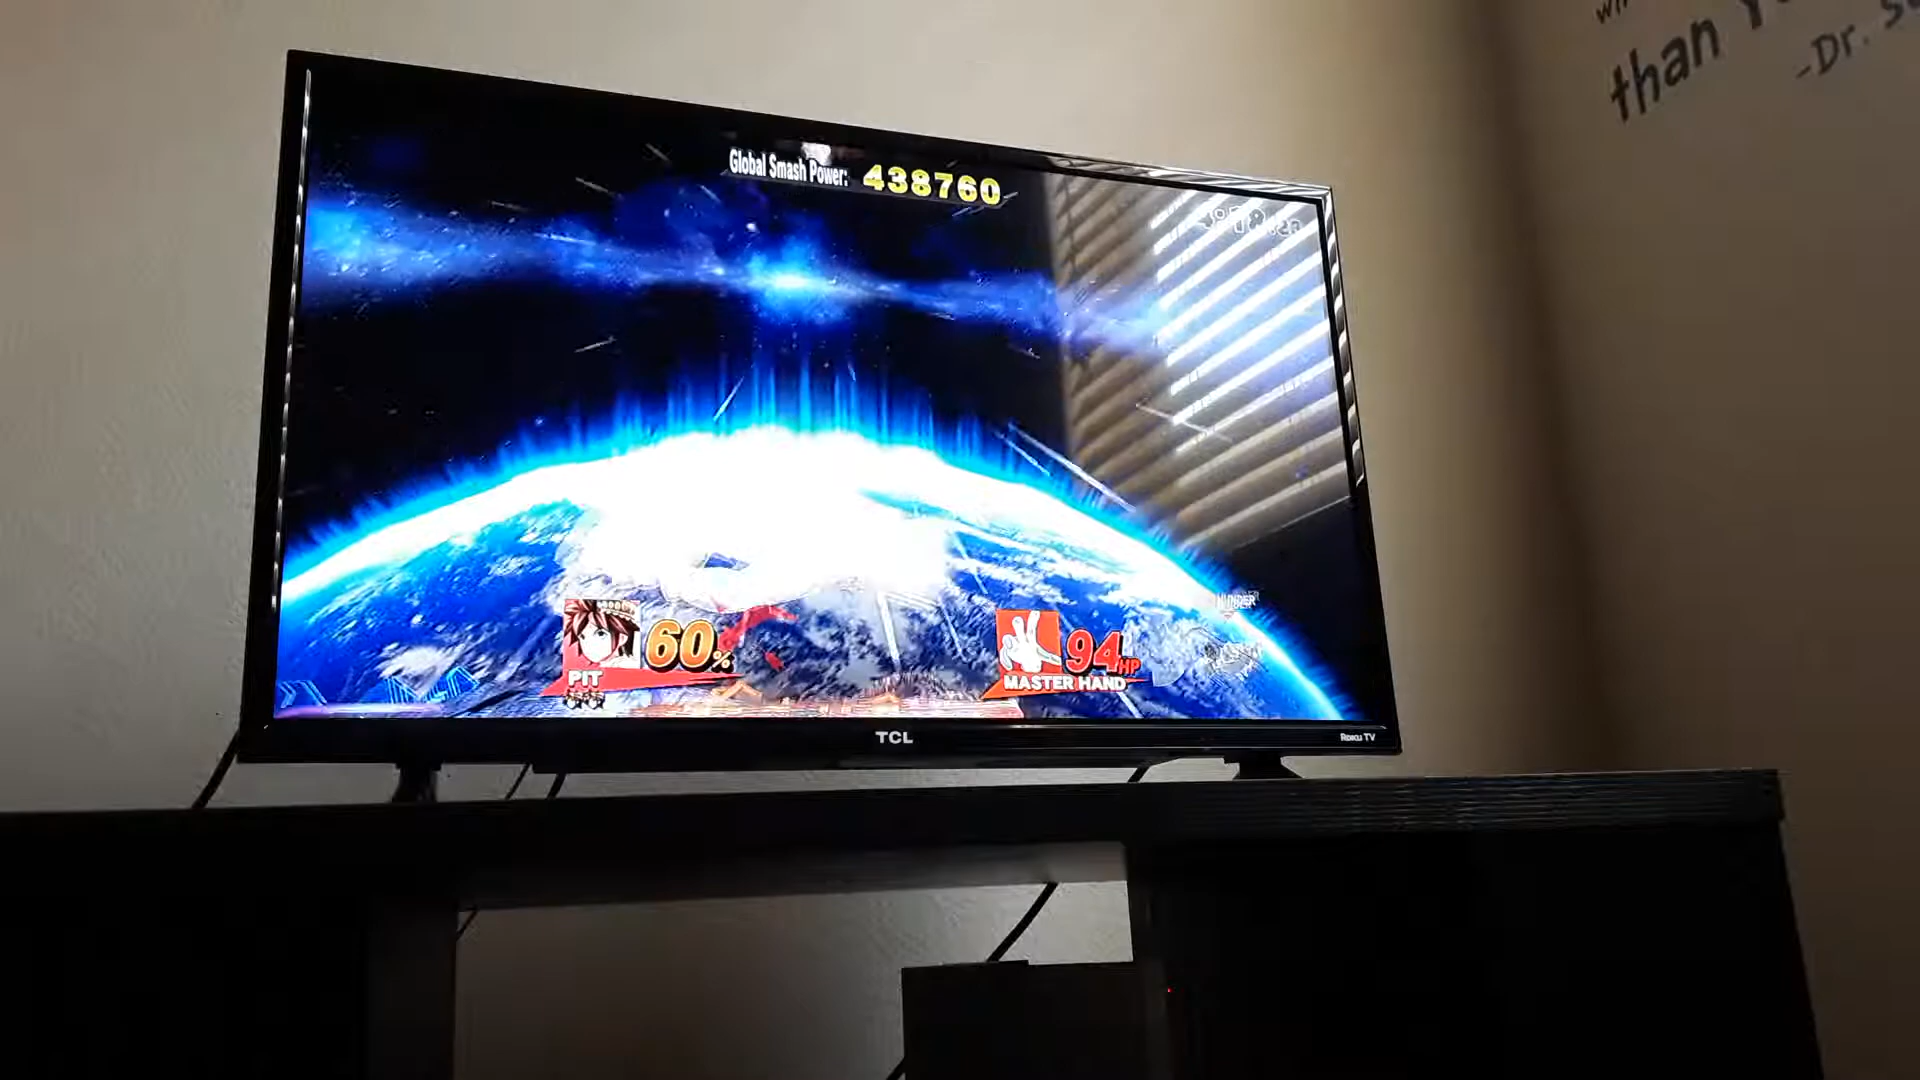 than
-Dr.
Global Smash Power: 438760
60%
PIT
94HP
MASTER HAND
TCL
Roku TV